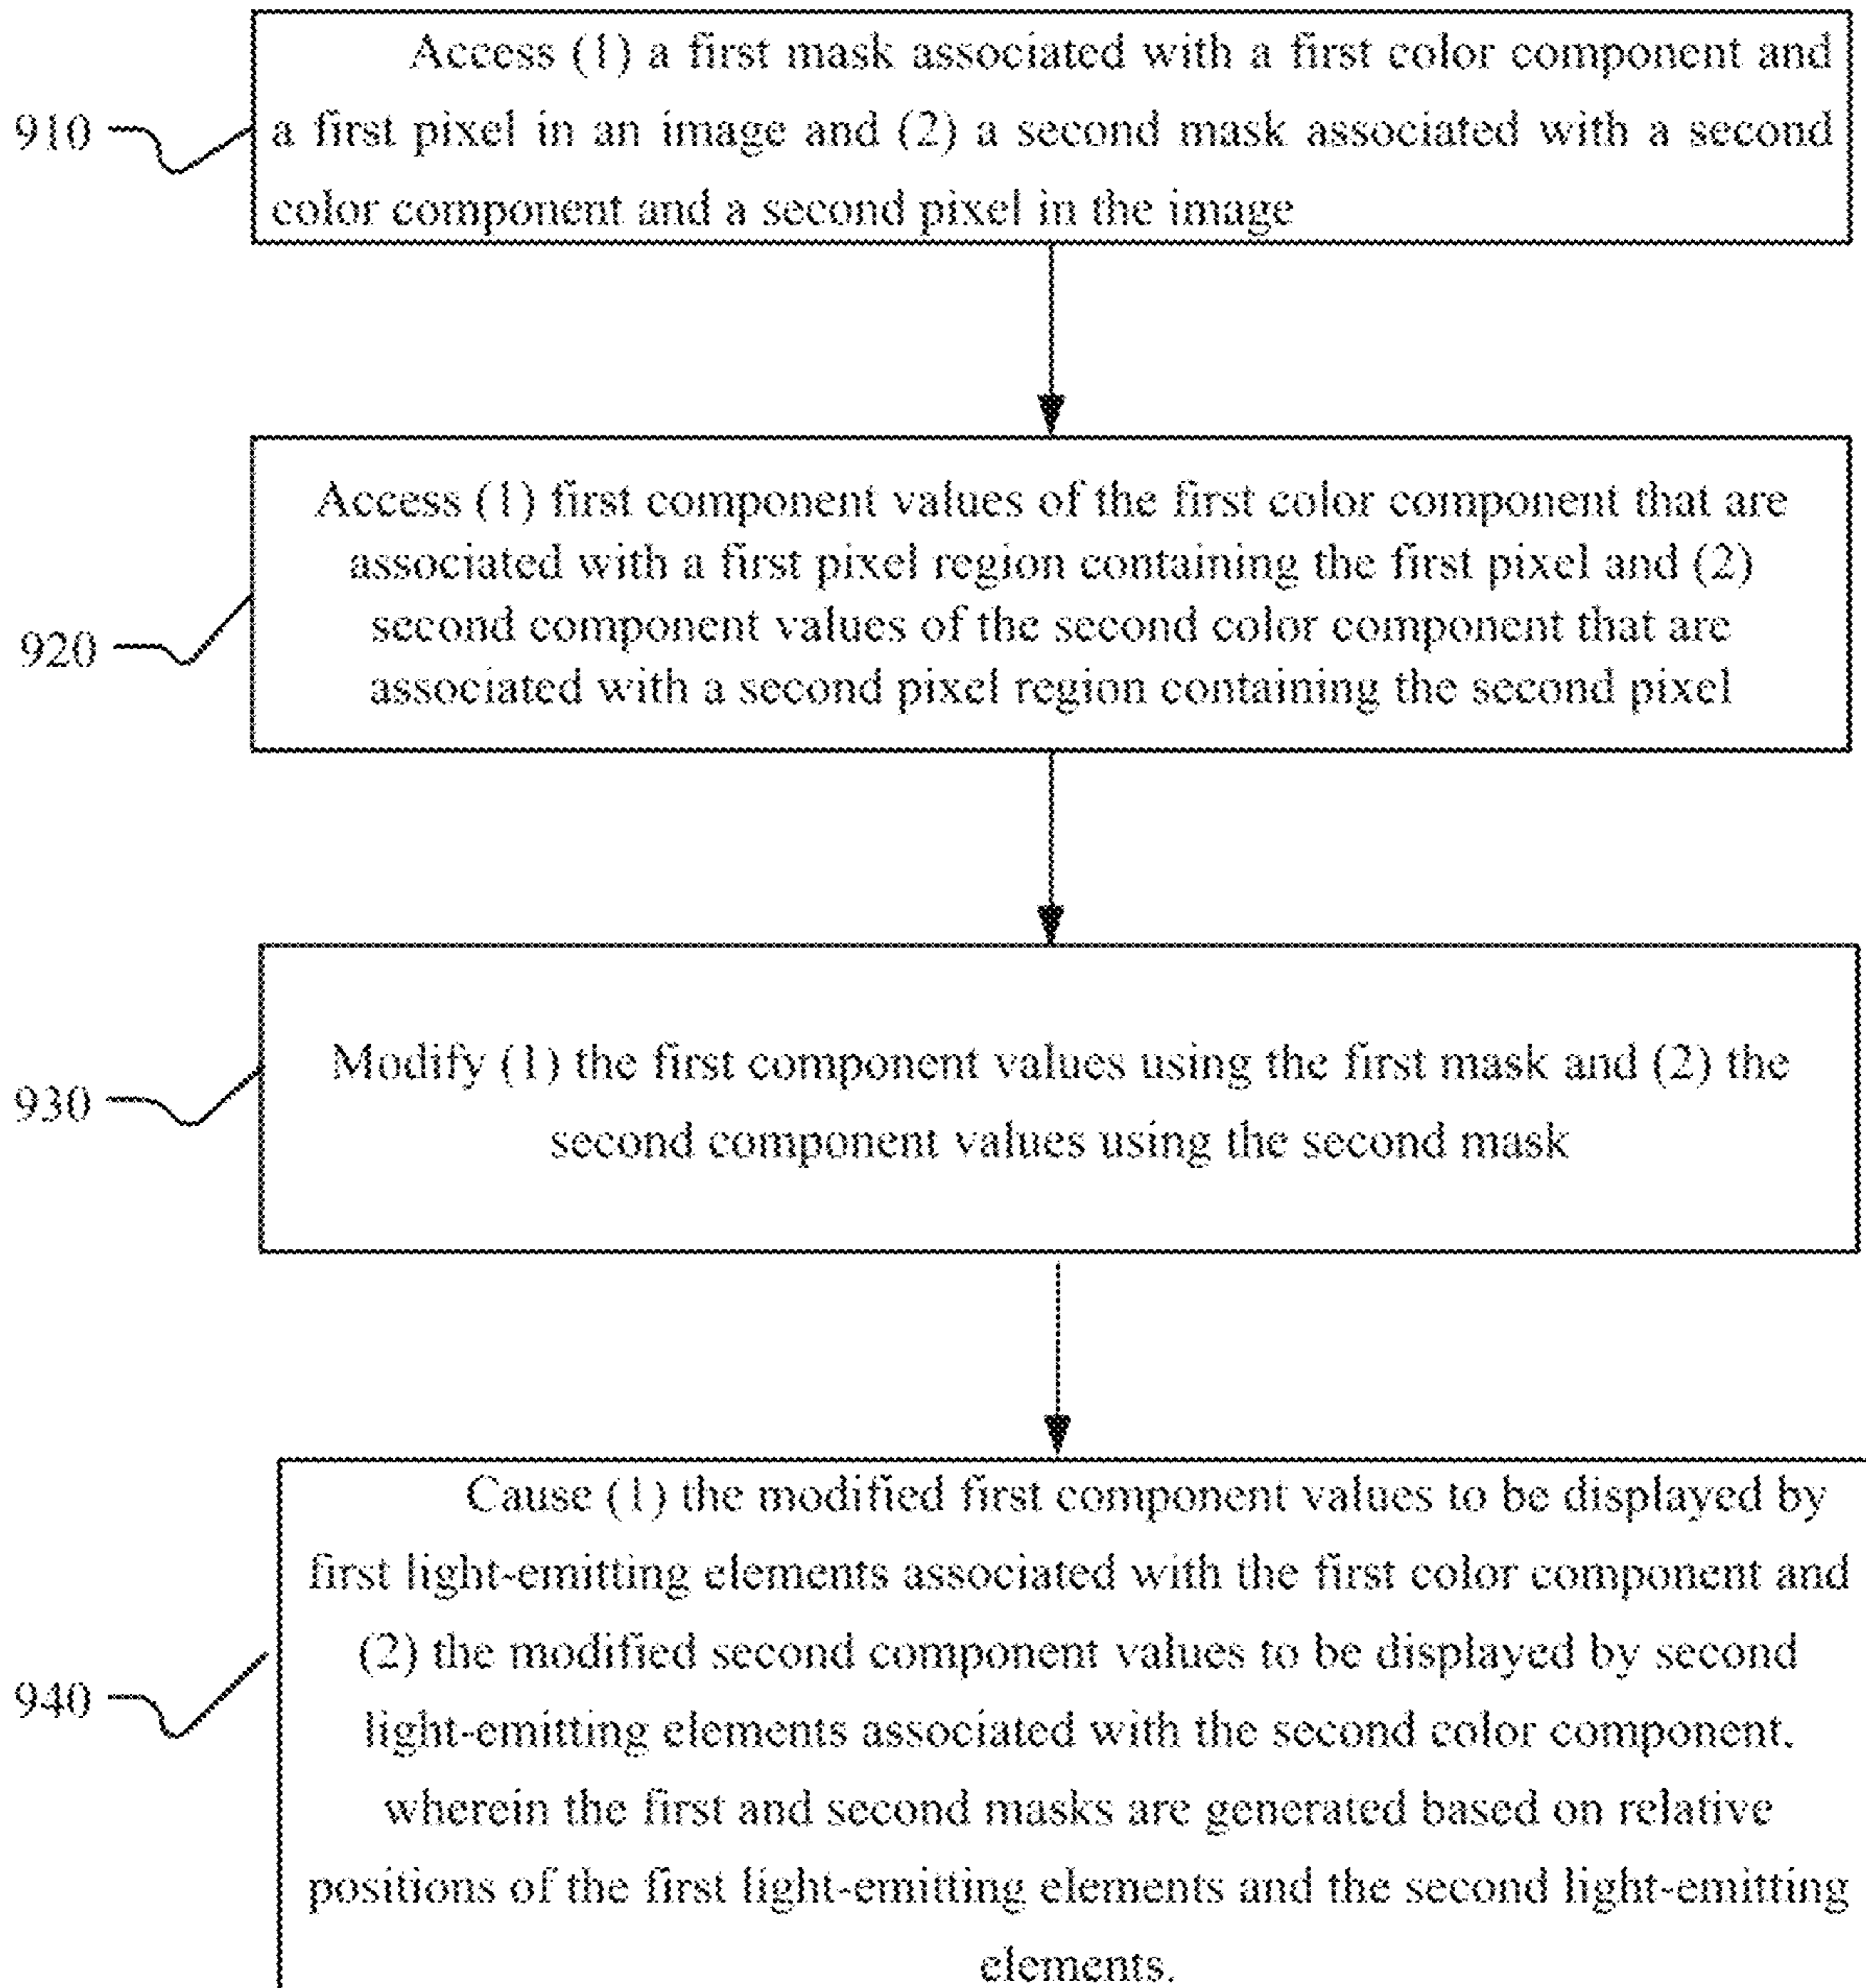 Access (1) a first mask associated with a first color component and
910
a first pixel in an image and (2) a second mask associated with a second
color component and a second pixel in the image
Access (1) first component values of the first color component that are
associated with a first pixel region containing the first pixel and (2)
second component values of the second color component that are
920
associated with a second pixel region containing the second pixel
Modify (1) the first component values using the first mask and (2) the
930
second component values using the second mask
Cause (1) the modified first component values to be displayed by
first light-emitting elements associated with the first color component and
(2) the modified second component values to be displayed by second
940
light-emitting elements associated with the second color component,
wherein the first and second masks are generated based on relative
positions of the first light-emitting elements and the second light-emitting
elements.